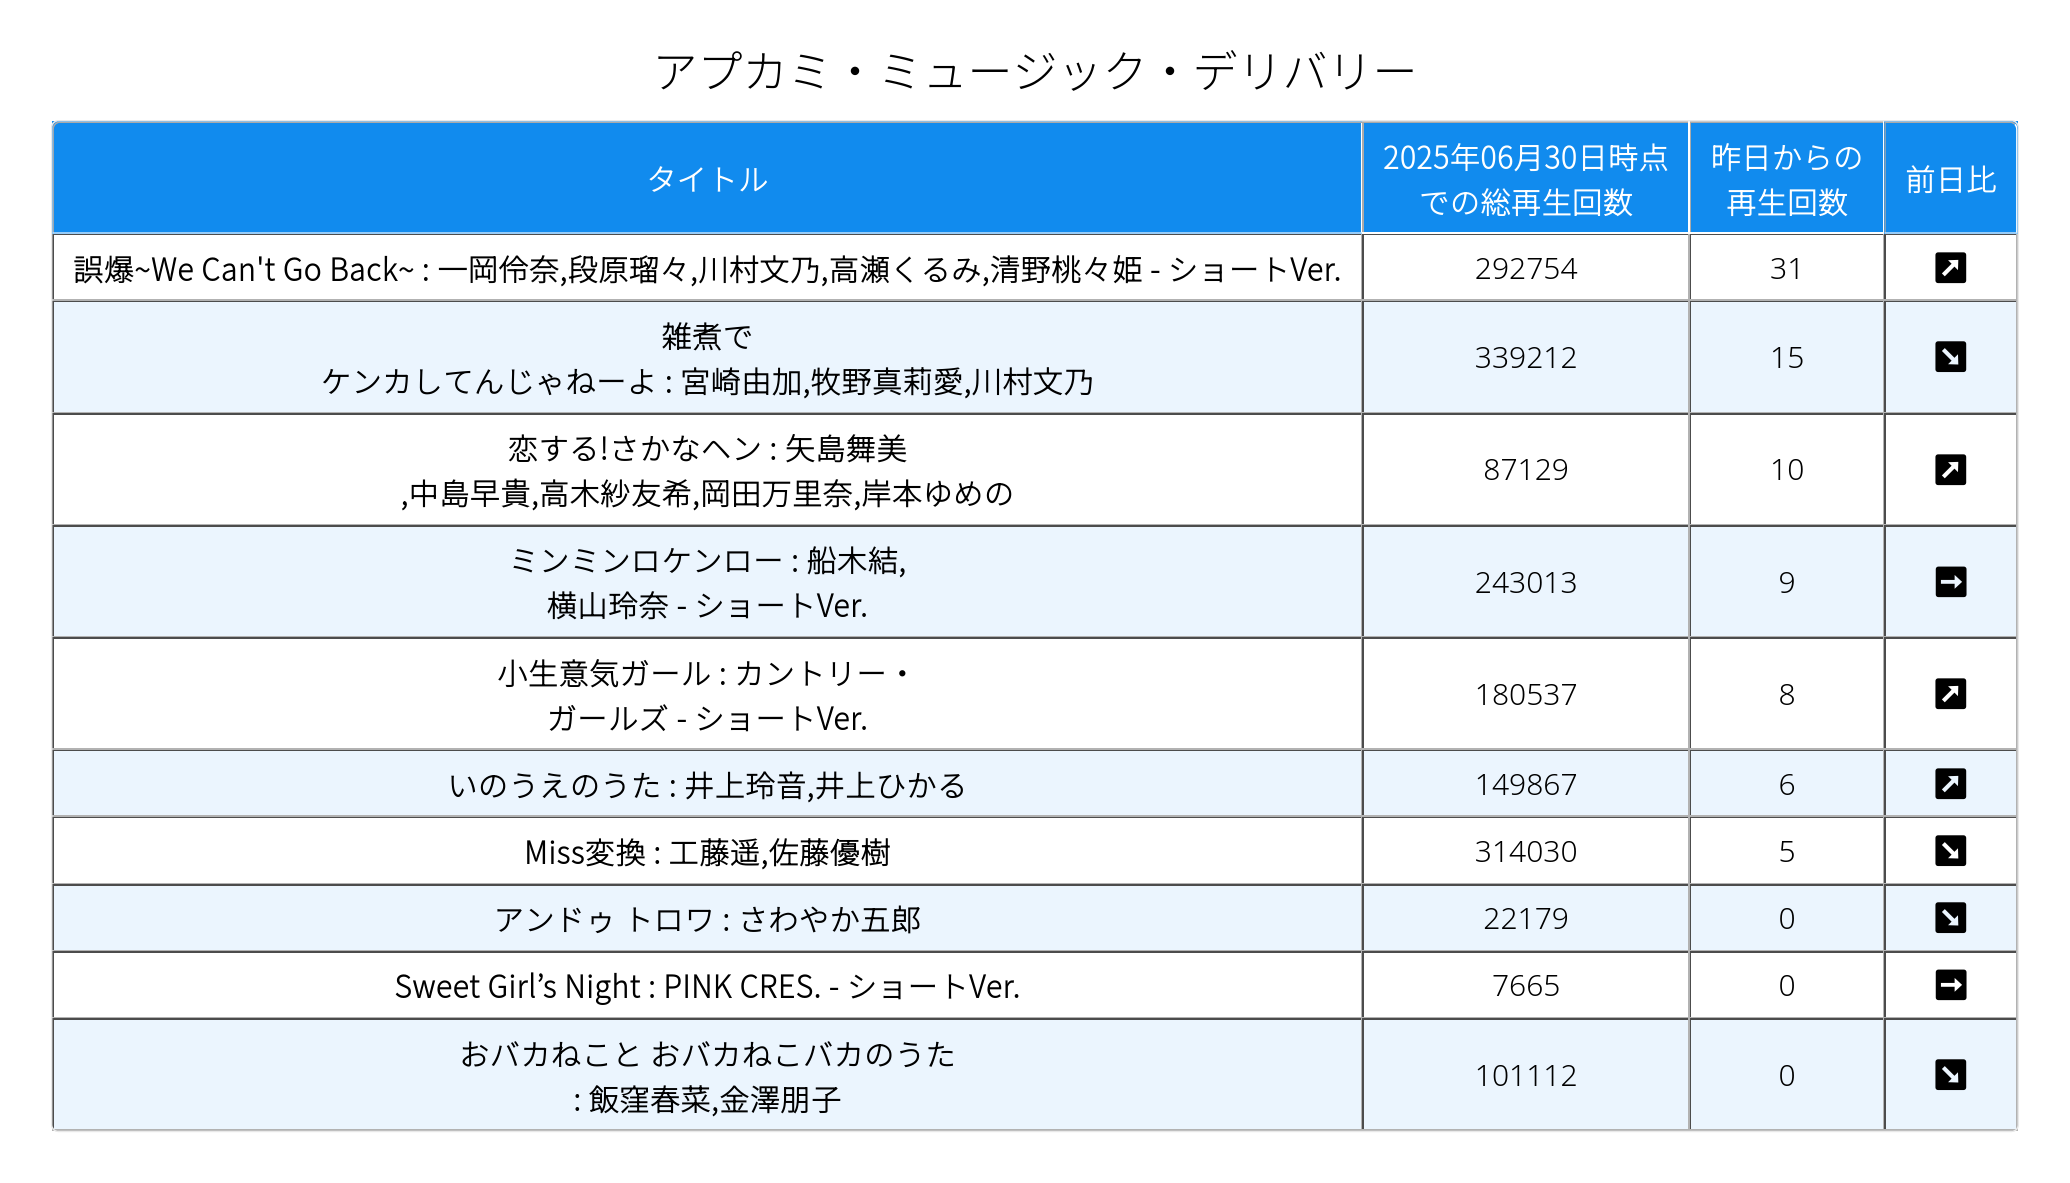 アプカミ・ミュージック・デリバリー
タイトル
2025年06月30日時点
での総再生回数
昨日からの
再生回数
前日比
誤爆~We Can't Go Back~ : 一岡伶奈,段原瑠々,川村文乃,高瀬くるみ,清野桃々姫 - ショートVer.
292754
31
雑煮で
ケンカしてんじゃねーよ : 宮崎由加,牧野真莉愛,川村文乃
339212
15
恋する!さかなヘン : 矢島舞美
,中島早貴,高木紗友希,岡田万里奈,岸本ゆめの
87129
10
ミンミンロケンロー : 船木結,
横山玲奈 - ショートVer.
243013
9
小生意気ガール : カントリー・
ガールズ - ショートVer.
180537
8
いのうえのうた : 井上玲音,井上ひかる
149867
6
Miss変換 : 工藤遥,佐藤優樹
314030
5
アンドゥ トロワ : さわやか五郎
22179
0
Sweet Girl’s Night : PINK CRES. - ショートVer.
7665
0
おバカねこと おバカねこバカのうた
: 飯窪春菜,金澤朋子
101112
0